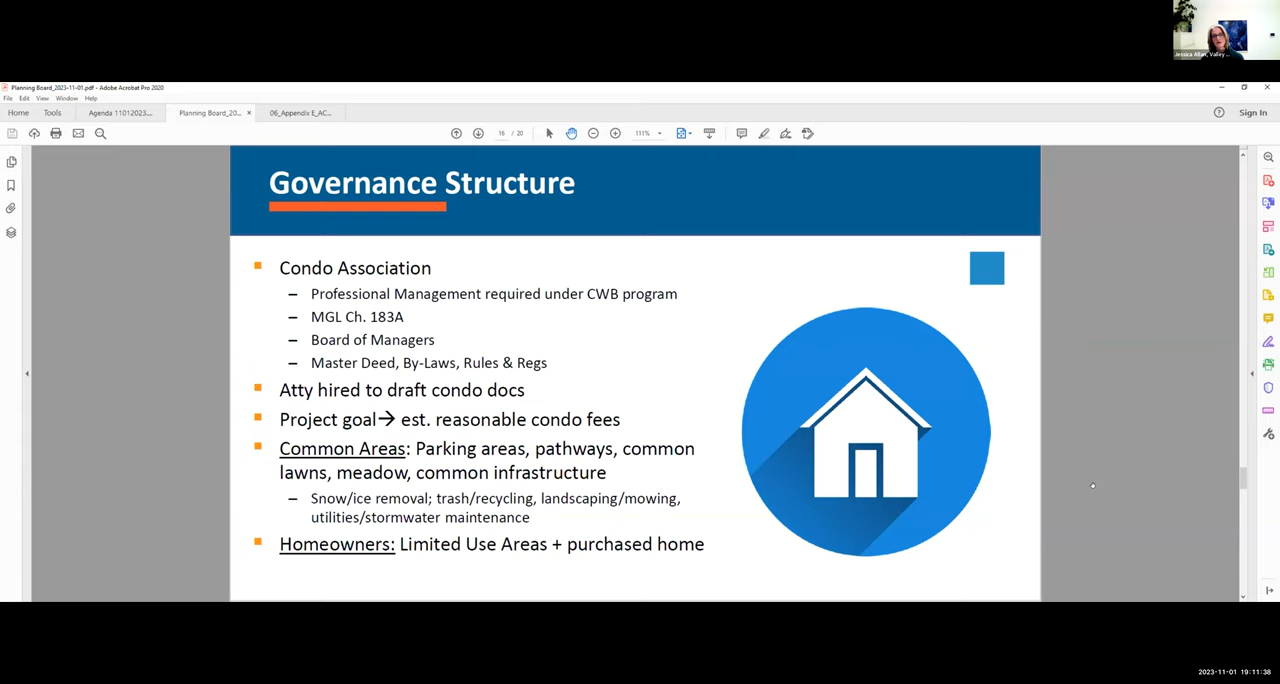 Jessica Allan, Valley ...
Planning Board_2023-11-01.pdf - Adobe Acrobat Pro 2020
File Edit View Window Help
Home Tools Agenda 11012023.... Planning Board_20... × 06_Appendix E_AC... Sign In
16 / 20 111%
Governance Structure
Condo Association
– Professional Management required under CWB program
– MGL Ch. 183A
– Board of Managers
– Master Deed, By-Laws, Rules & Regs
Atty hired to draft condo docs
Project goal→ est. reasonable condo fees
Common Areas: Parking areas, pathways, common
lawns, meadow, common infrastructure
– Snow/ice removal; trash/recycling, landscaping/mowing,
utilities/stormwater maintenance
Homeowners: Limited Use Areas + purchased home
2023-11-01 19:11:38